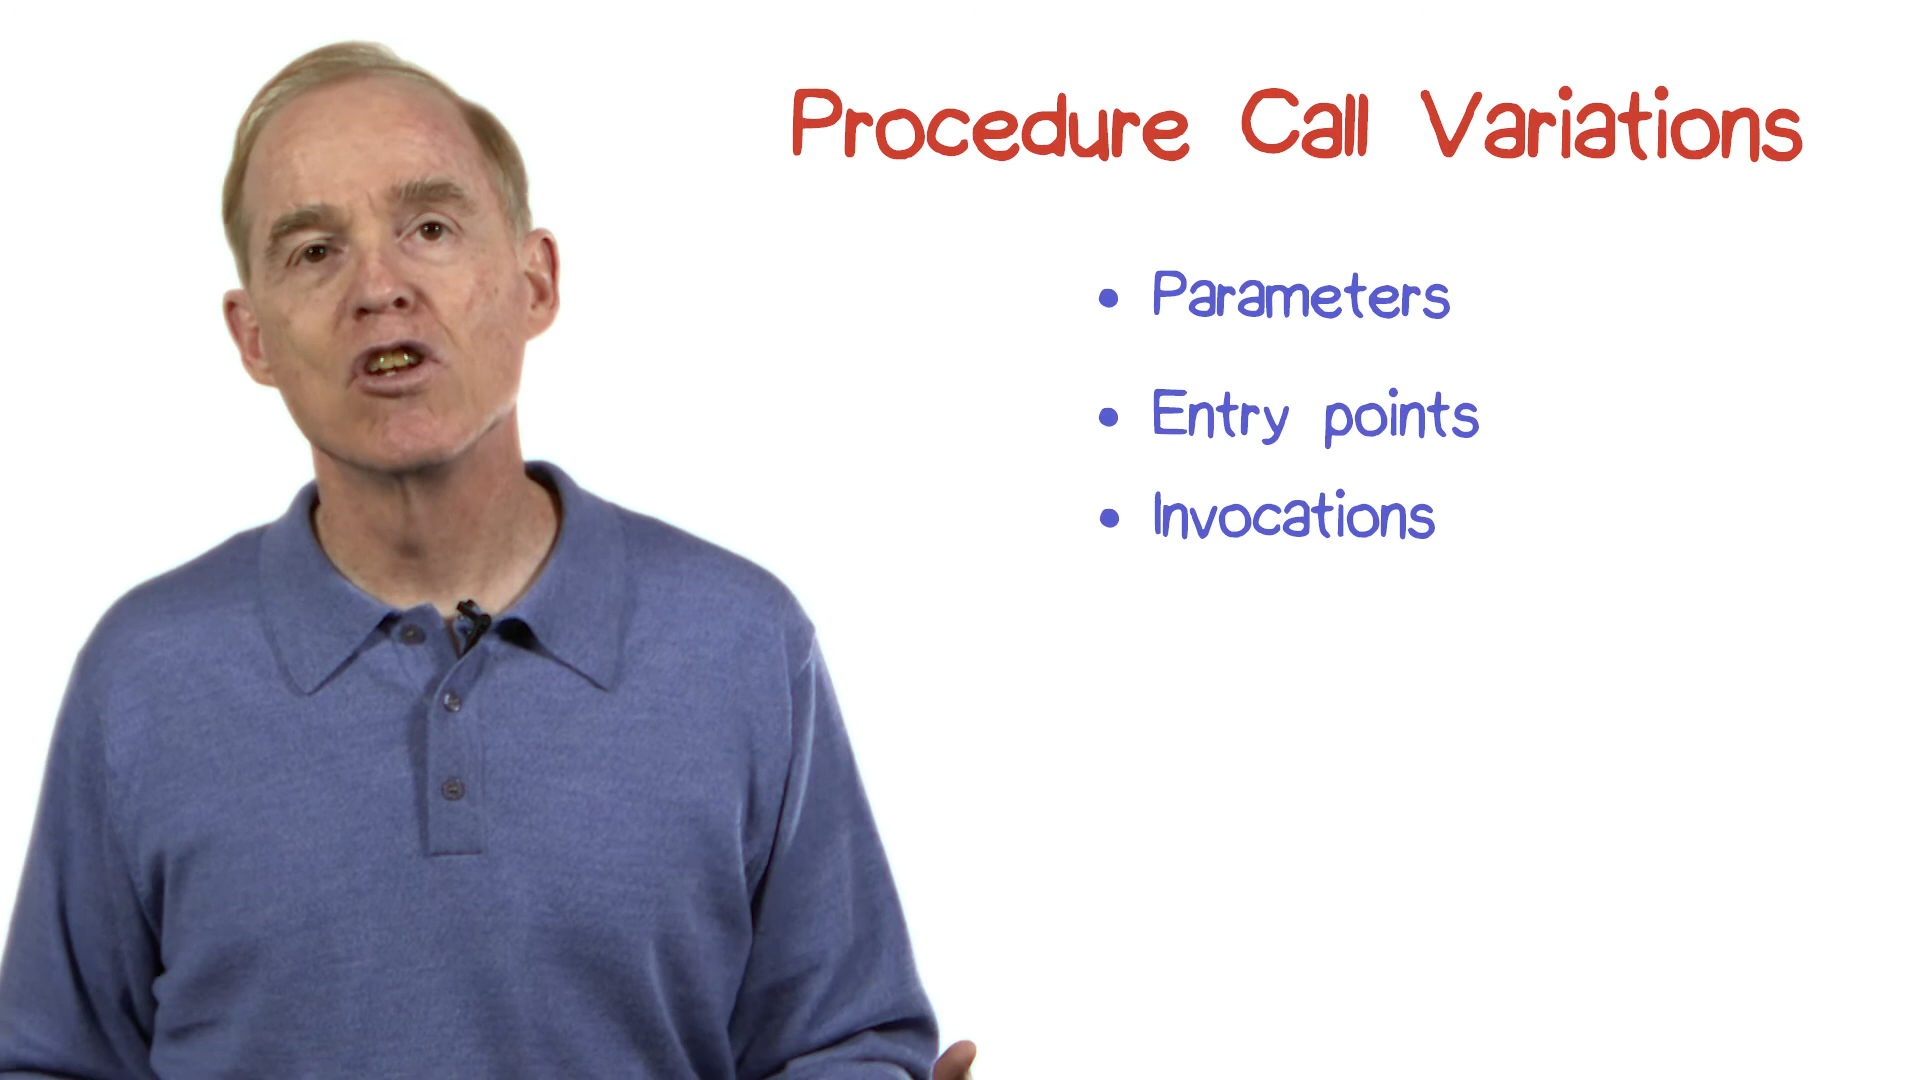 Procedure Call Variations
• Parameters
• Entry points
• Invocations